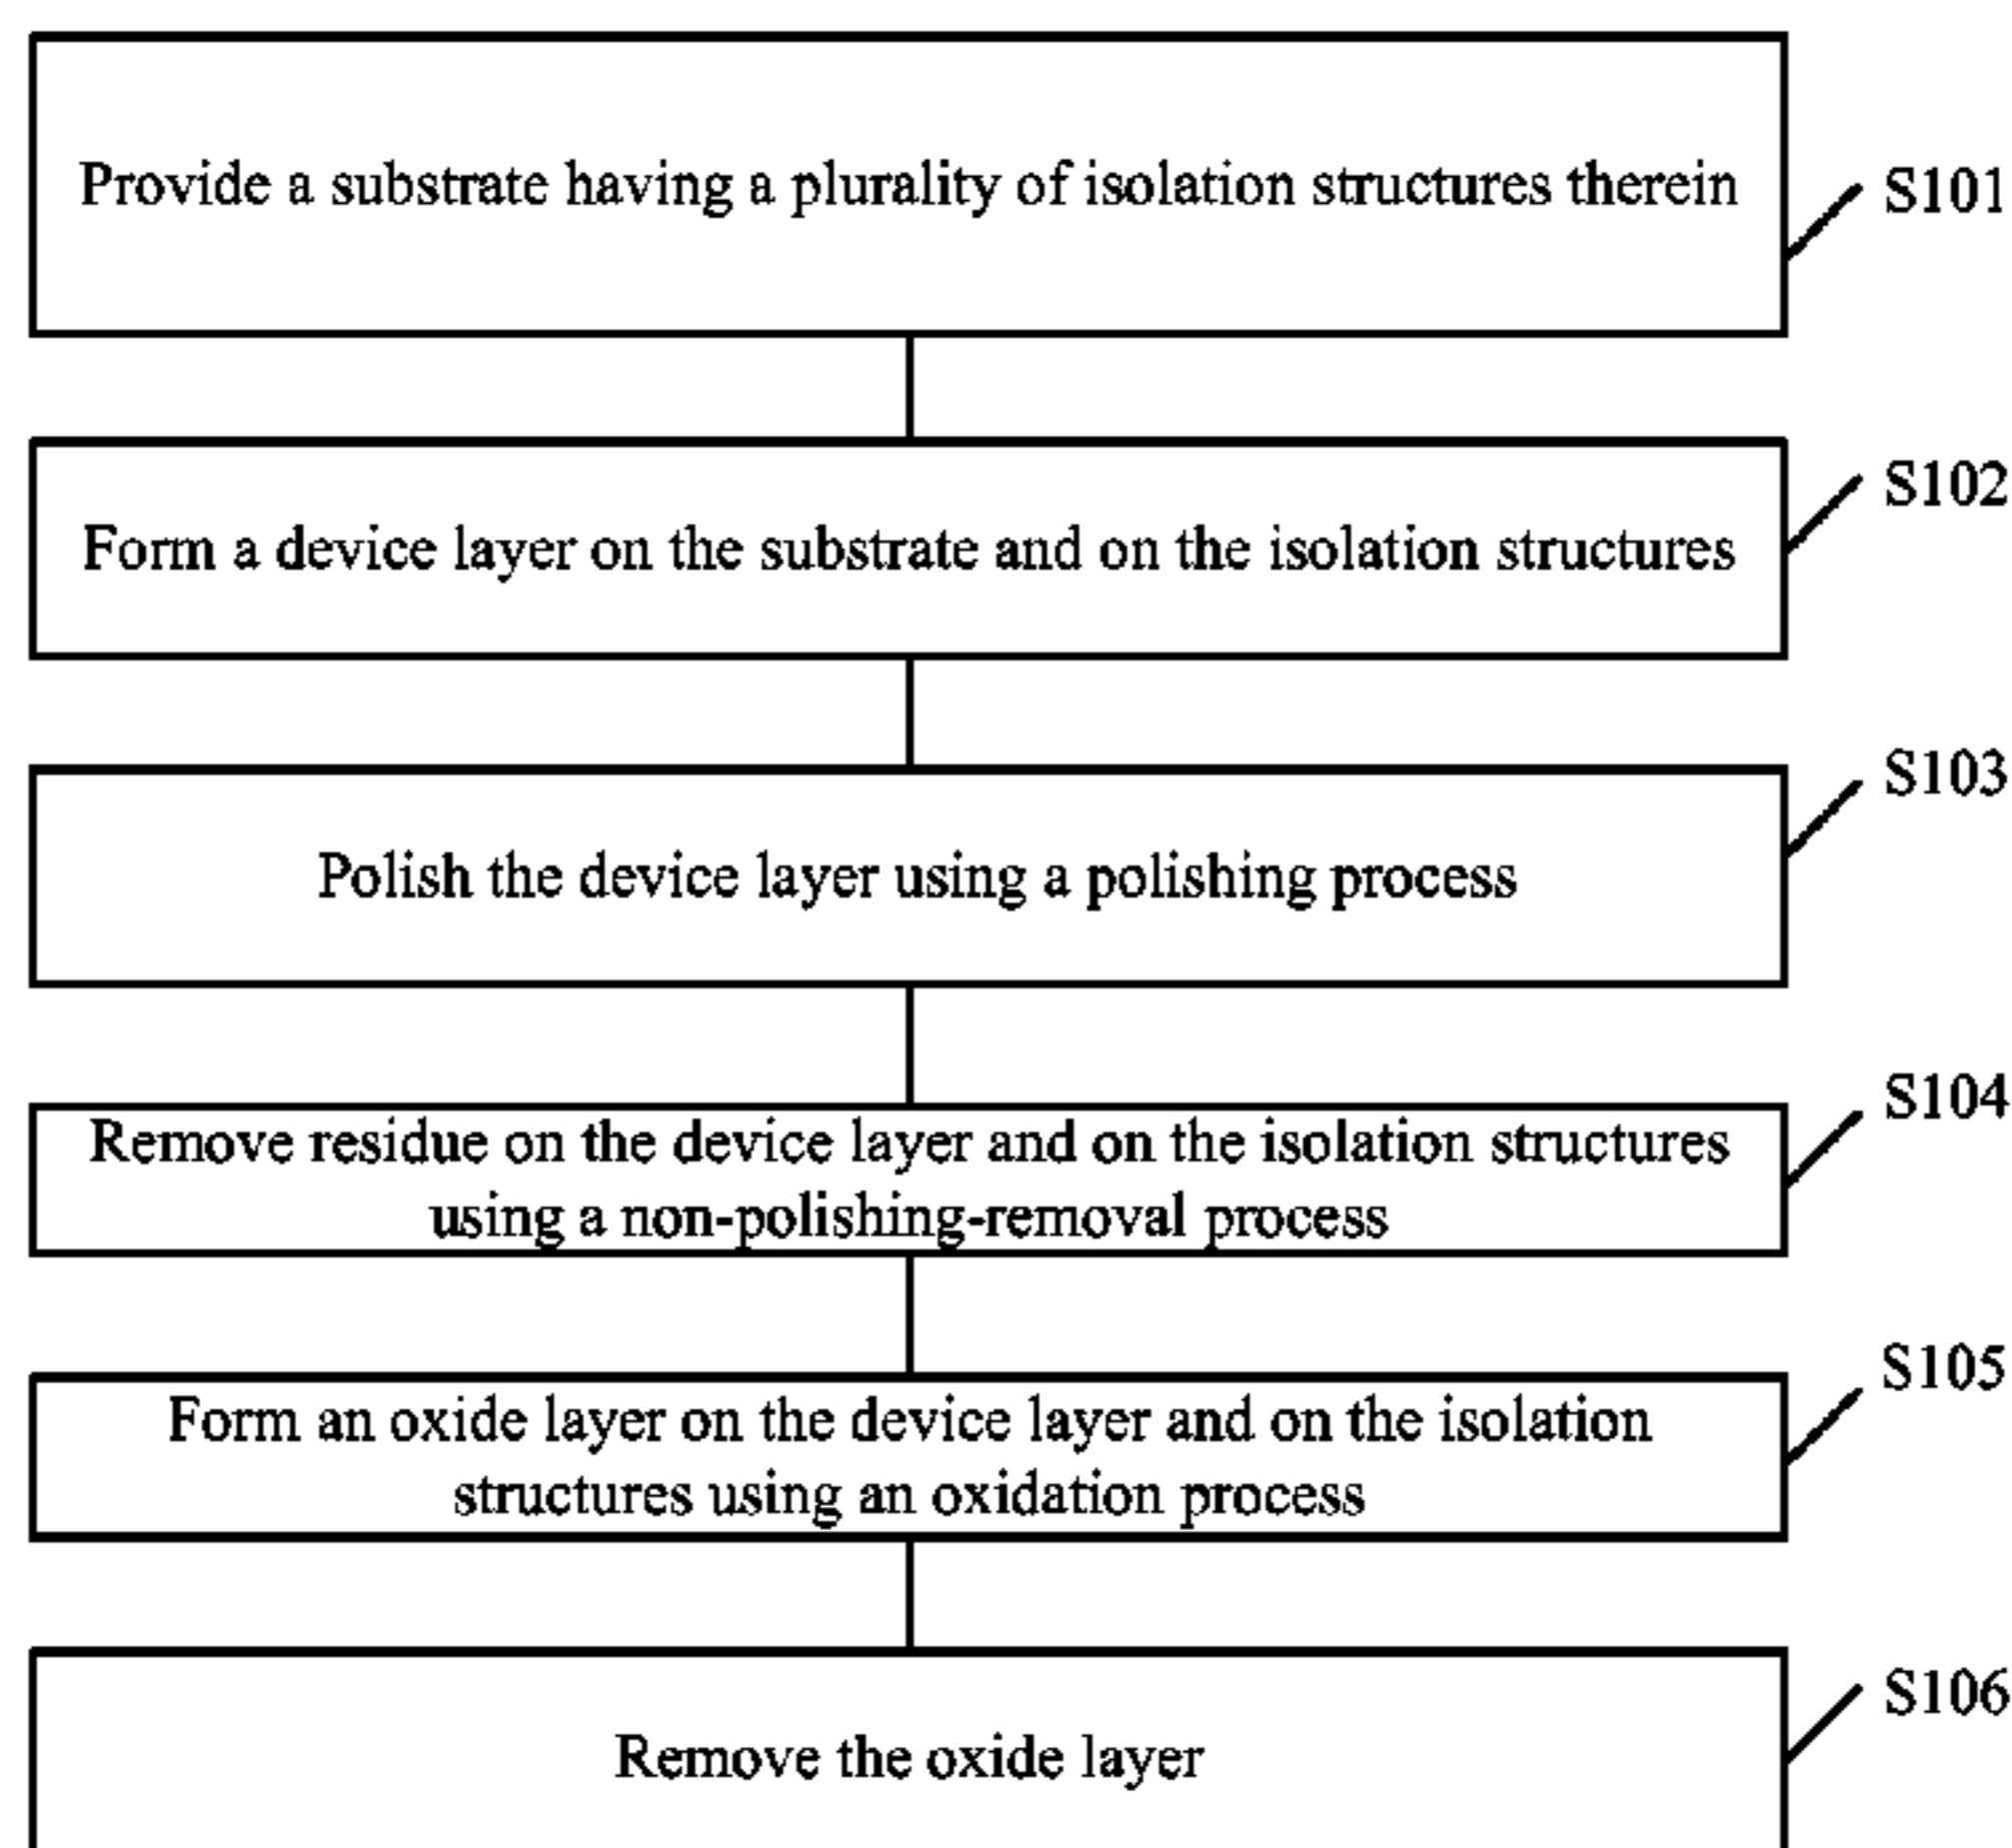 Provide a substrate having a plurality of isolation structures therein
S101
Form a device layer on the substrate and on the isolation structures
S102
Polish the device layer using a polishing process
S103
Remove residue on the device layer and on the isolation structures
using a non-polishing-removal process
S104
Form an oxide layer on the device layer and on the isolation
structures using an oxidation process
S105
Remove the oxide layer
S106